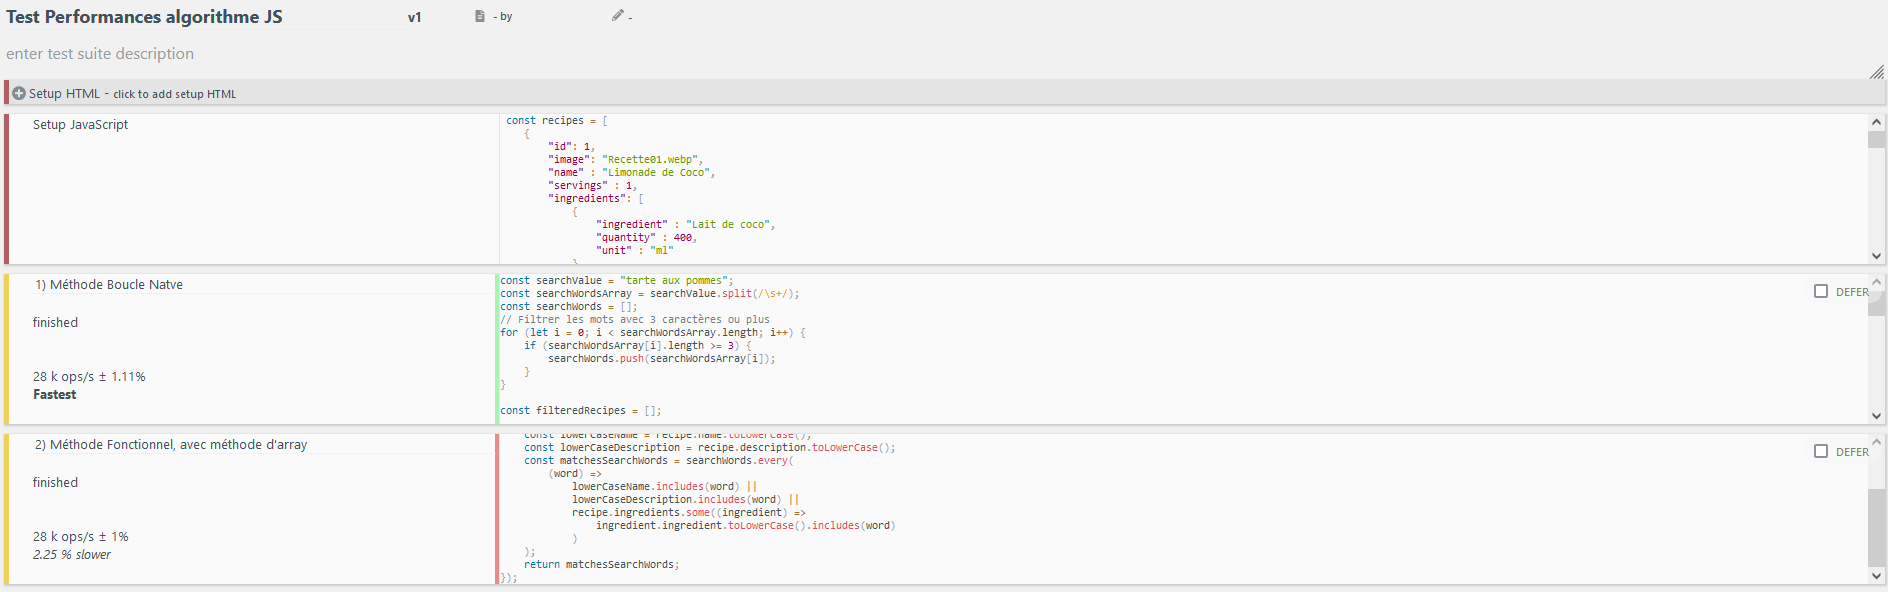 Test Performances algorithme JS v1 - by -
enter test suite description
Setup HTML - click to add setup HTML
Setup JavaScript
const recipes = [
{
"id": 1,
"image": "Recette01.webp",
"name" : "Limonade de Coco",
"servings" : 1,
"ingredients": [
{
"ingredient" : "Lait de coco",
"quantity" : 400,
"unit" : "ml"
}
1) Méthode Boucle Natve
finished
28 k ops/s ± 1.11%
Fastest
const searchValue = "tarte aux pommes";
const searchWordsArray = searchValue.split(/\s+/);
const searchWords = [];
// Filtrer les mots avec 3 caractères ou plus
for (let i = 0; i < searchWordsArray.length; i++) {
if (searchWordsArray[i].length >= 3) {
searchWords.push(searchWordsArray[i]);
}
}
const filteredRecipes = [];
DEFER
2) Méthode Fonctionnel, avec méthode d'array
finished
28 k ops/s ± 1%
2.25 % slower
const lowerCaseName = recipe.name.toLowerCase();
const lowerCaseDescription = recipe.description.toLowerCase();
const matchesSearchWords = searchWords.every(
(word) =>
lowerCaseName.includes(word) ||
lowerCaseDescription.includes(word) ||
recipe.ingredients.some((ingredient) =>
ingredient.ingredient.toLowerCase().includes(word)
)
);
return matchesSearchWords;
});
DEFER